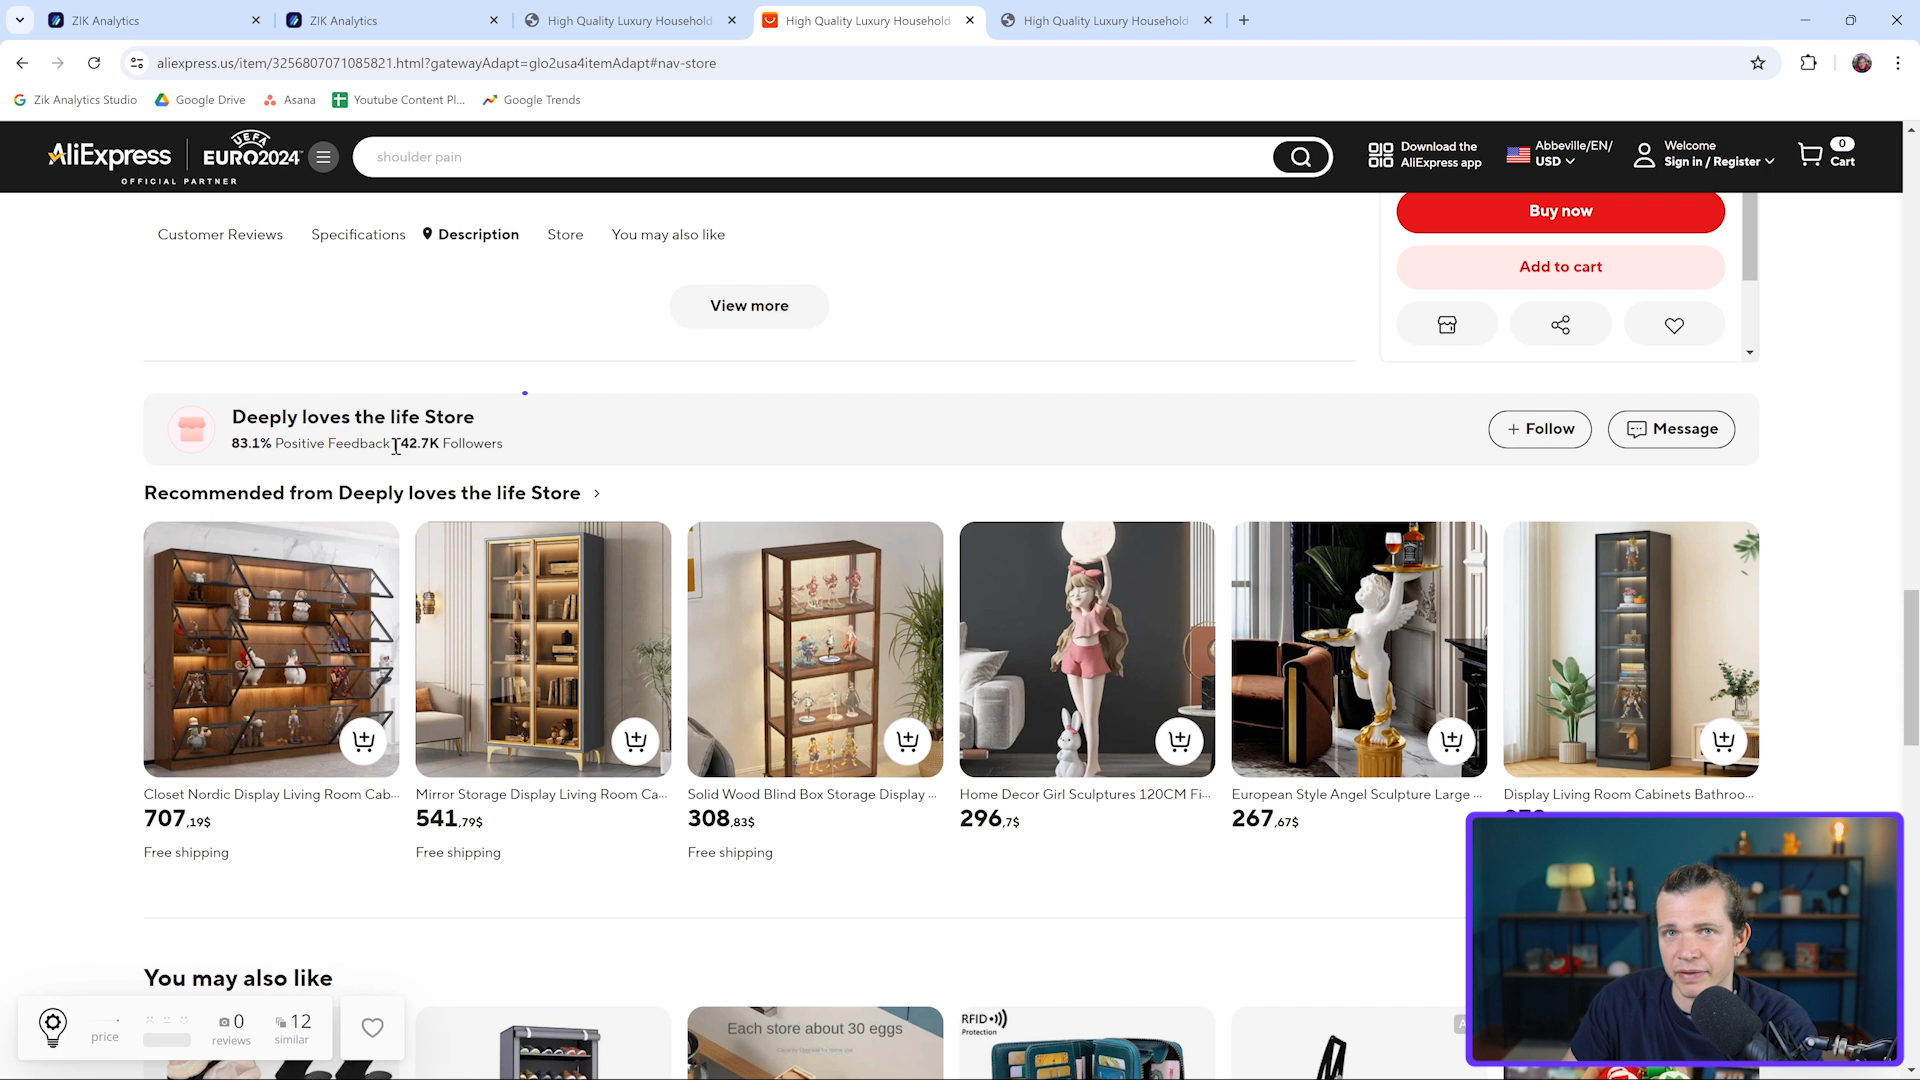 ZIK Analytics
ZIK Analytics
High Quality Luxury Household
High Quality Luxury Household
High Quality Luxury Household
aliexpress.us/item/3256807071085821.html?gatewayAdapt=glo2usa4itemAdapt#nav-store
Zik Analytics Studio
Google Drive
Asana
Youtube Content Pl...
Google Trends
AliExpress
UEFA
EURO2024
OFFICIAL PARTNER
shoulder pain
Download the
AliExpress app
Abbeville/EN/
USD
Welcome
Sign in / Register
0
Cart
Customer Reviews
Specifications
Description
Store
You may also like
Buy now
Add to cart
View more
Deeply loves the life Store
83.1% Positive Feedback 42.7K Followers
+ Follow
Message
Recommended from Deeply loves the life Store
Closet Nordic Display Living Room Cab...
707,19$
Free shipping
Mirror Storage Display Living Room Ca...
541,79$
Free shipping
Solid Wood Blind Box Storage Display ...
308,83$
Free shipping
Home Decor Girl Sculptures 120CM Fi...
296,7$
European Style Angel Sculpture Large ...
267,67$
Display Living Room Cabinets Bathroo...
You may also like
price
0
reviews
12
similar
Each store about 30 eggs
RFID
Protection